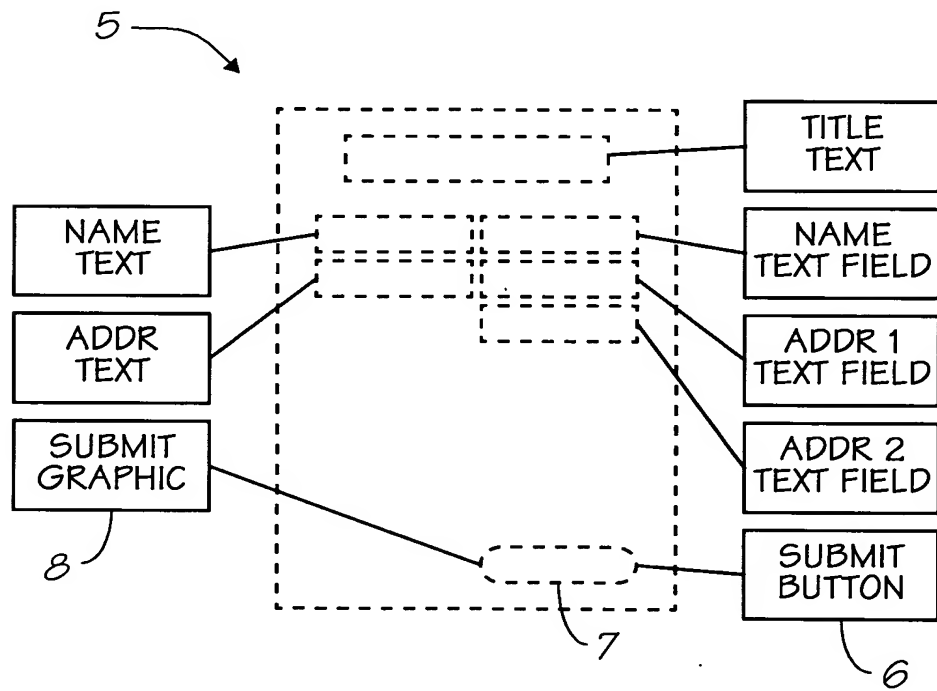 5
TITLE
TEXT
NAME
TEXT
NAME
TEXT FIELD
ADDR
TEXT
ADDR 1
TEXT FIELD
SUBMIT
GRAPHIC
ADDR 2
TEXT FIELD
8
SUBMIT
BUTTON
7
6